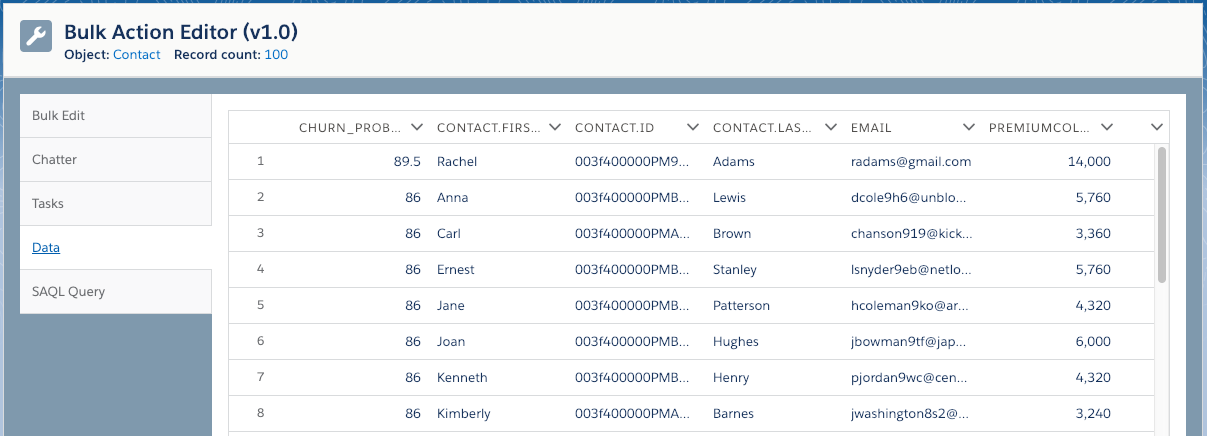 Bulk Action Editor (v1.0)
Object: Contact Record count: 100
Bulk Edit
Chatter
Tasks
Data
SAQL Query
CHURN_PROB... CONTACT.FIRS... CONTACT.ID CONTACT.LAS... EMAIL PREMIUMCOL...
1 89.5 Rachel 003f400000PM9... Adams radams@gmail.com 14,000
2 86 Anna 003f400000PMB... Lewis dcole9h6@unblo... 5,760
3 86 Carl 003f400000PMA... Brown chanson919@kick... 3,360
4 86 Ernest 003f400000PMB... Stanley lsnyder9eb@netlo... 5,760
5 86 Jane 003f400000PMB... Patterson hcoleman9ko@ar... 4,320
6 86 Joan 003f400000PMB... Hughes jbowman9tf@jap... 6,000
7 86 Kenneth 003f400000PMB... Henry pjordan9wc@cen... 4,320
8 86 Kimberly 003f400000PMA... Barnes jwashington8s2@... 3,240